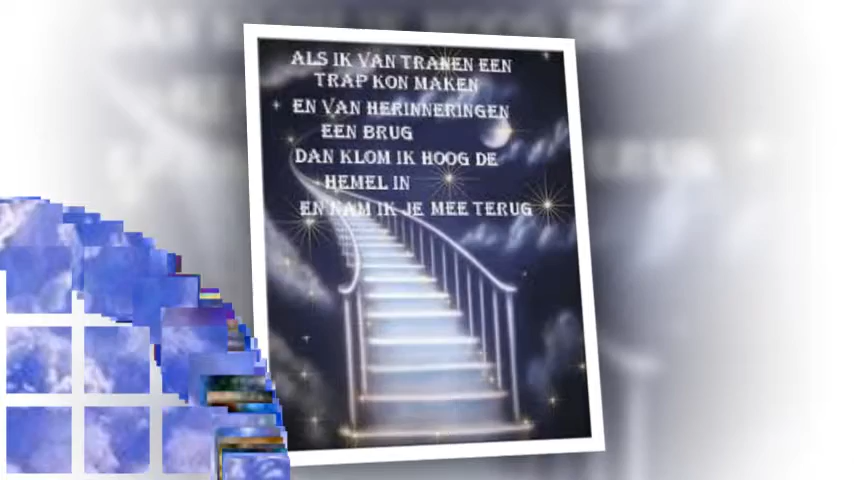 ALS IK VAN TRANEN EEN
TRAP KON MAKEN
EN VAN HERINNERINGEN
EEN BRUG
DAN KLOM IK HOOG DE
HEMEL IN
EN NAM IK JE MEE TERUG